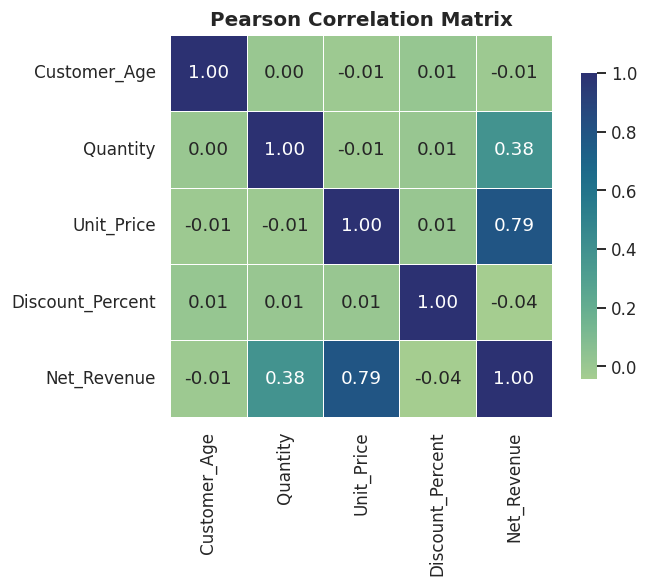 Pearson Correlation Matrix
Customer_Age 1.00 0.00 -0.01 0.01 -0.01
Quantity 0.00 1.00 -0.01 0.01 0.38
Unit_Price -0.01 -0.01 1.00 0.01 0.79
Discount_Percent 0.01 0.01 0.01 1.00 -0.04
Net_Revenue -0.01 0.38 0.79 -0.04 1.00
Customer_Age
Quantity
Unit_Price
Discount_Percent
Net_Revenue
1.0
0.8
0.6
0.4
0.2
0.0